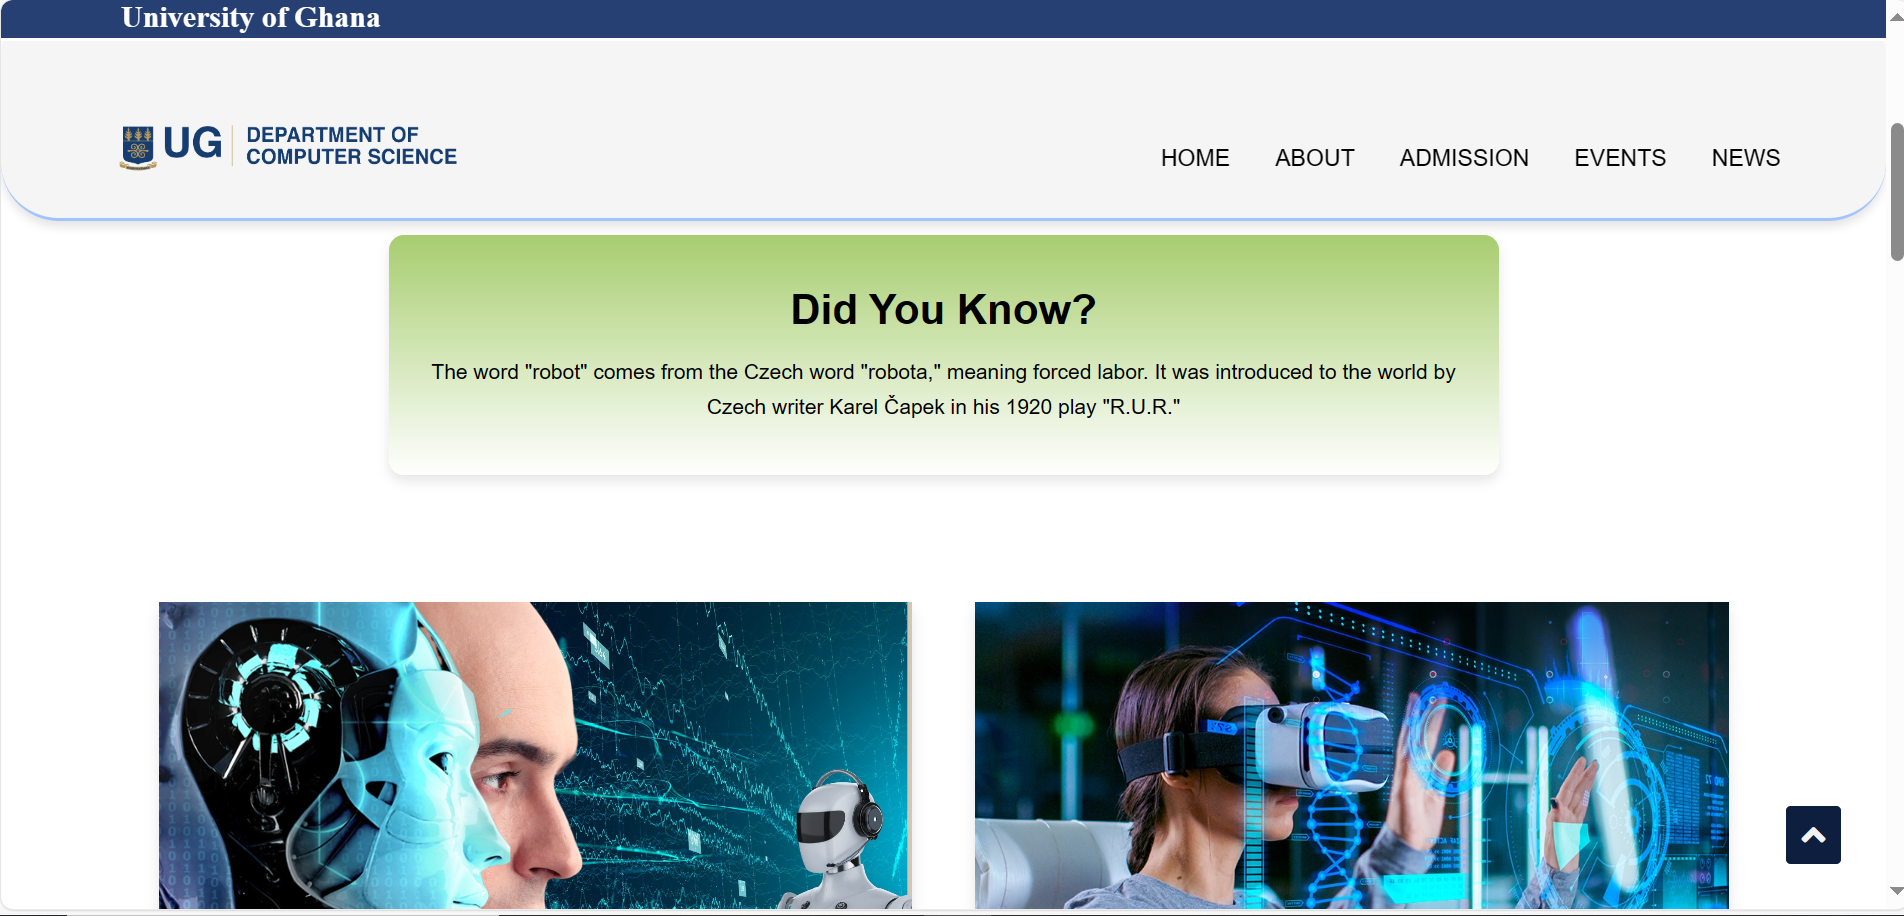 University of Ghana
UG
DEPARTMENT OF
COMPUTER SCIENCE
HOME
ABOUT
ADMISSION
EVENTS
NEWS
Did You Know?
The word "robot" comes from the Czech word "robota," meaning forced labor. It was introduced to the world by
Czech writer Karel Čapek in his 1920 play "R.U.R."